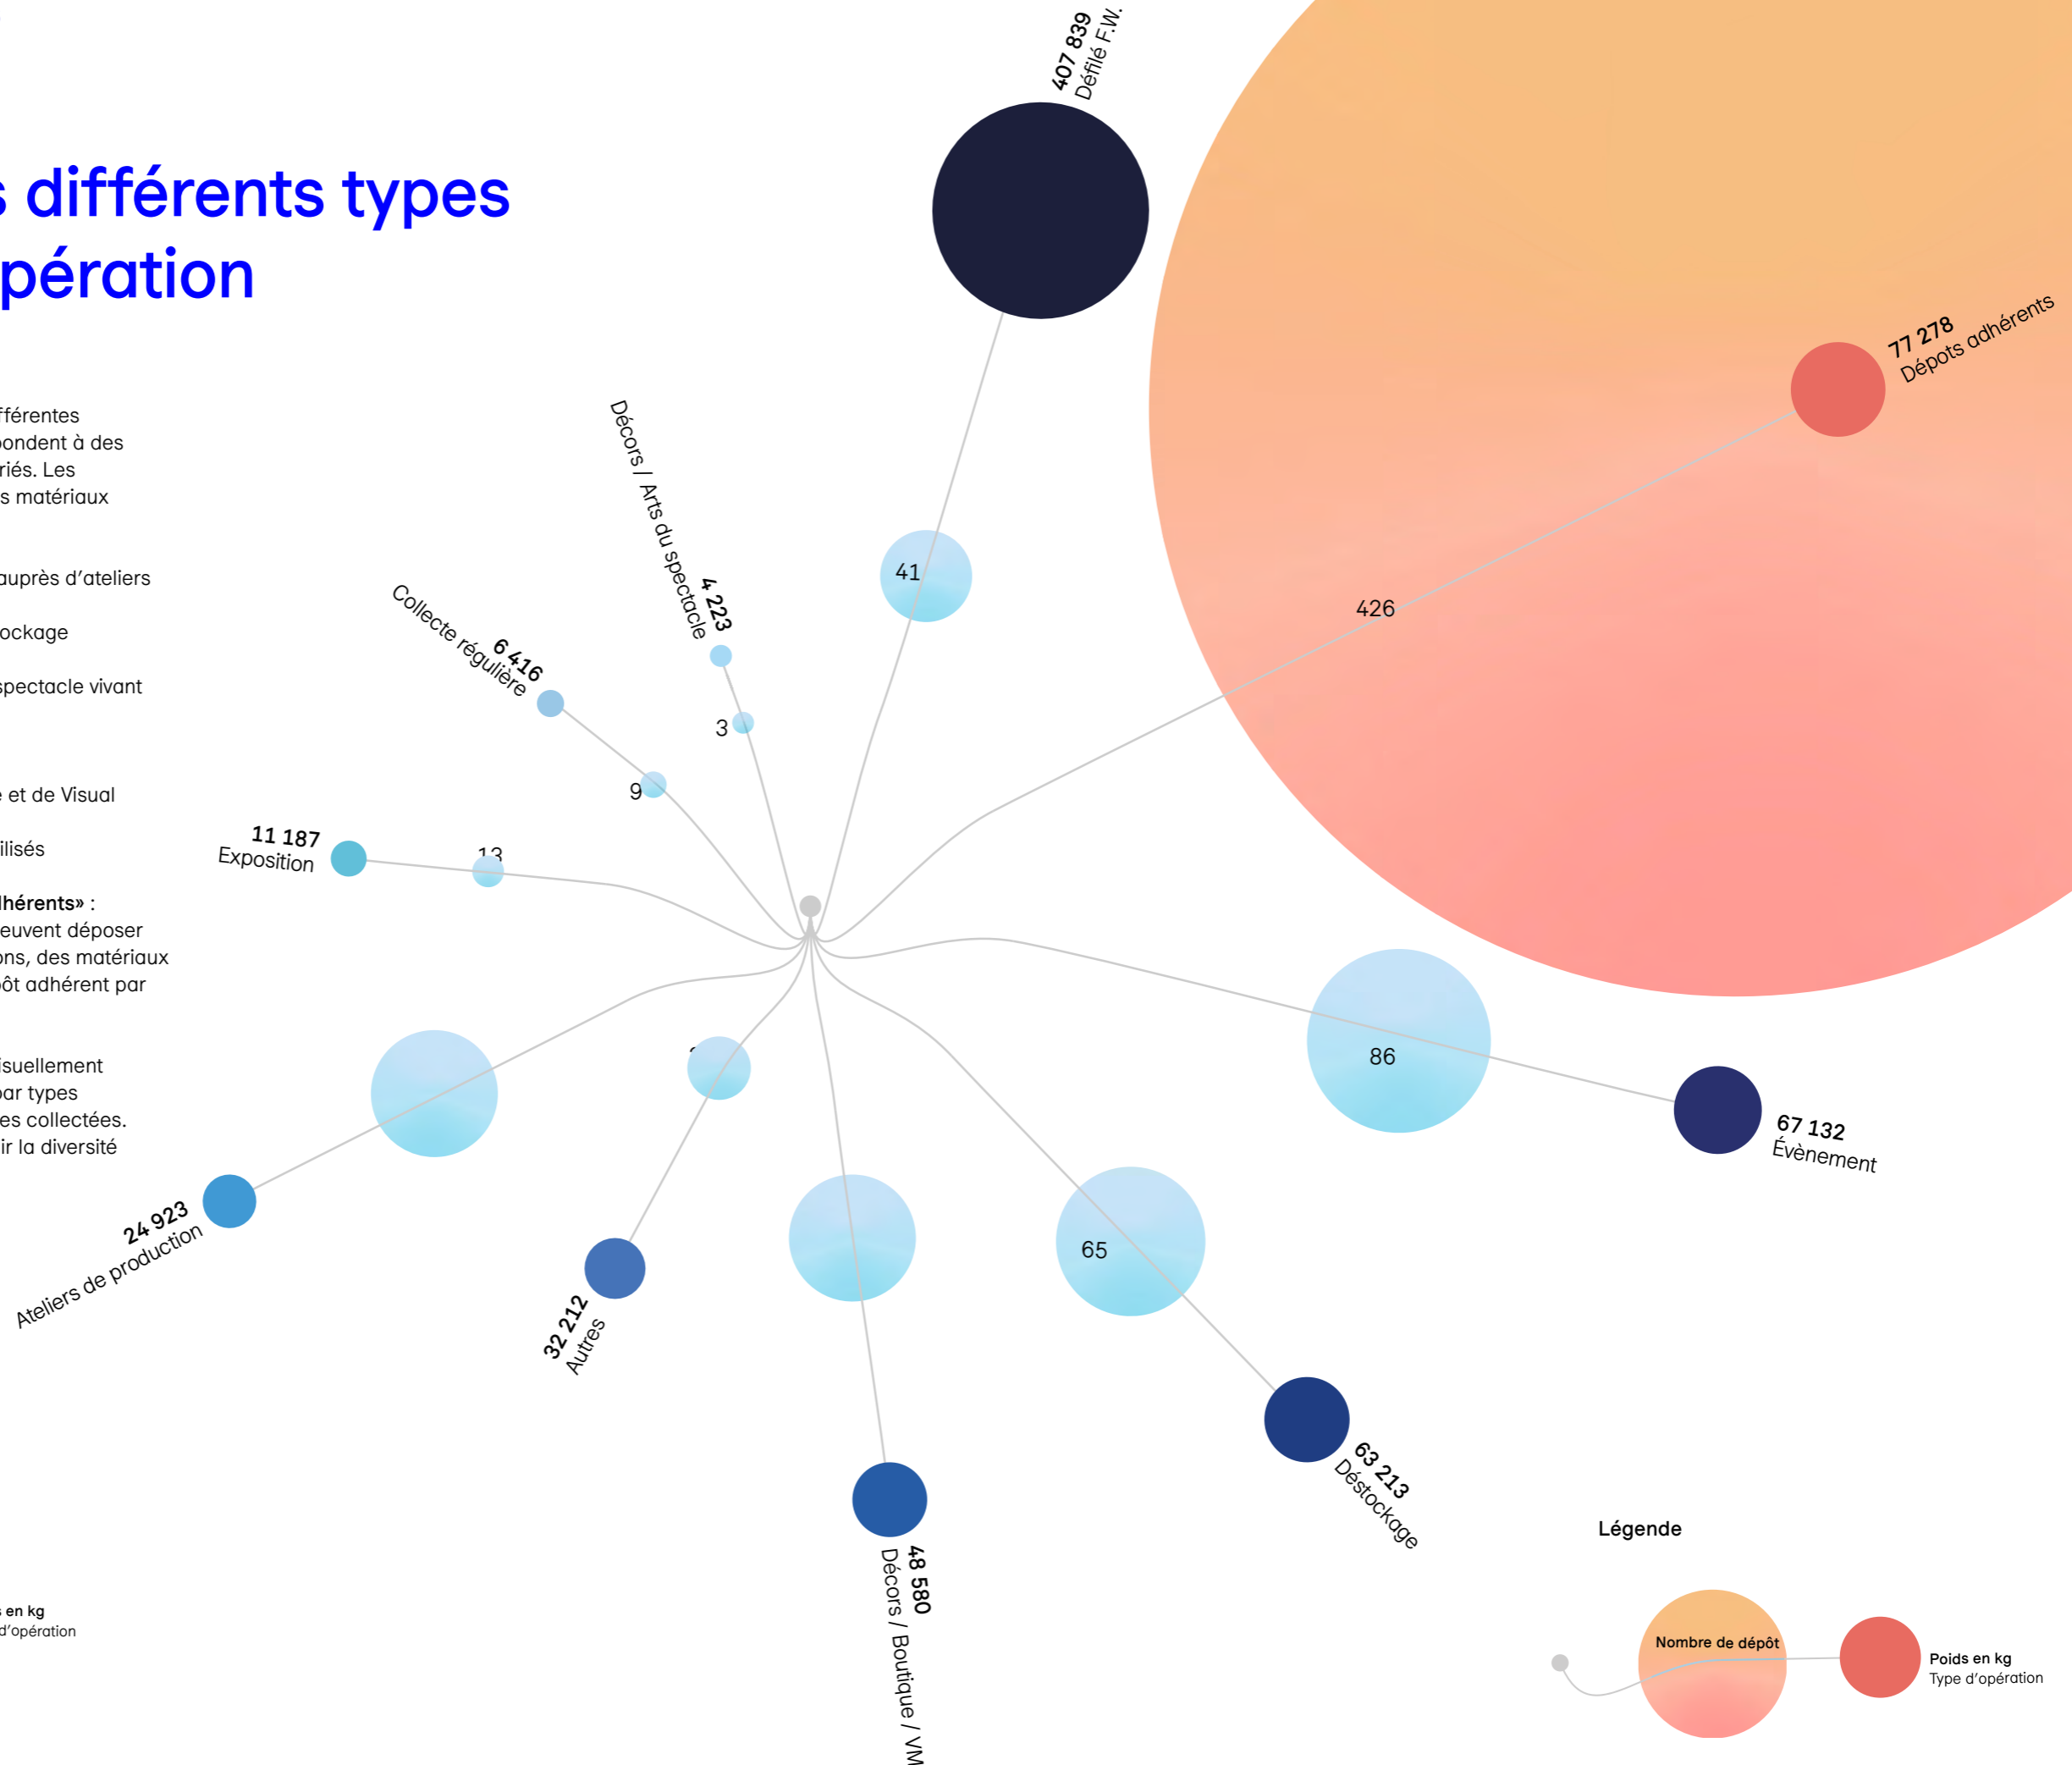 différents types
pération
407 839
Défilé F.W.
77 278
Dépots adhérents
426
41
Décors / Arts du spectacle
4 223
3
Collecte régulière
6 416
9
11 187
Exposition
13
fférentes
ondent à des
riés. Les
s matériaux
auprès d'ateliers
ockage
spectacle vivant
e et de Visual
ilisés
hérents» :
euvent déposer
ons, des matériaux
ôt adhérent par
isuellement
par types
es collectées.
ir la diversité
86
67 132
Évènement
65
63 213
Déstockage
24 923
Ateliers de production
32 212
Autres
48 580
Décors / Boutique / VM
s en kg
d'opération
Légende
Nombre de dépôt
Poids en kg
Type d'opération